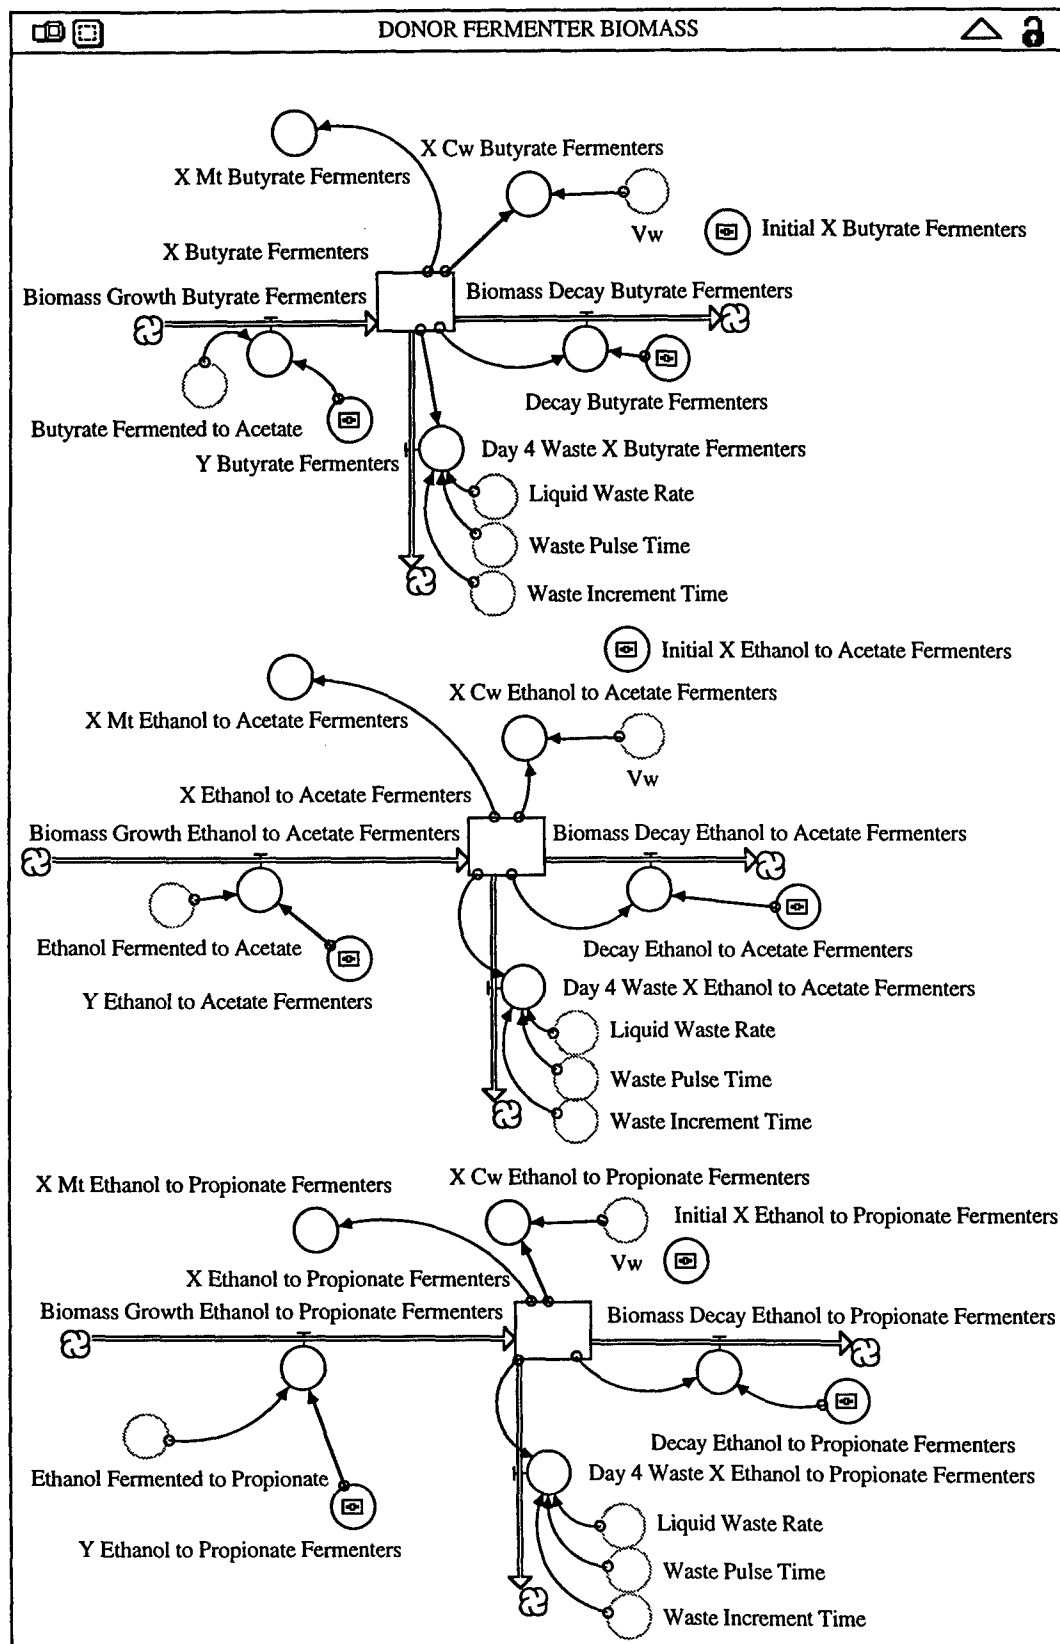 DONOR FERMENTER BIOMASS
X Cw Butyrate Fermenters
X Mt Butyrate Fermenters
Vw
Initial X Butyrate Fermenters
X Butyrate Fermenters
Biomass Growth Butyrate Fermenters
Biomass Decay Butyrate Fermenters
Decay Butyrate Fermenters
Butyrate Fermented to Acetate
Y Butyrate Fermenters
Day 4 Waste X Butyrate Fermenters
Liquid Waste Rate
Waste Pulse Time
Waste Increment Time
Initial X Ethanol to Acetate Fermenters
X Cw Ethanol to Acetate Fermenters
X Mt Ethanol to Acetate Fermenters
Vw
X Ethanol to Acetate Fermenters
Biomass Growth Ethanol to Acetate Fermenters
Biomass Decay Ethanol to Acetate Fermenters
Ethanol Fermented to Acetate
Decay Ethanol to Acetate Fermenters
Y Ethanol to Acetate Fermenters
Day 4 Waste X Ethanol to Acetate Fermenters
Liquid Waste Rate
Waste Pulse Time
Waste Increment Time
X Cw Ethanol to Propionate Fermenters
X Mt Ethanol to Propionate Fermenters
Initial X Ethanol to Propionate Fermenters
Vw
X Ethanol to Propionate Fermenters
Biomass Growth Ethanol to Propionate Fermenters
Biomass Decay Ethanol to Propionate Fermenters
Decay Ethanol to Propionate Fermenters
Ethanol Fermented to Propionate
Day 4 Waste X Ethanol to Propionate Fermenters
Y Ethanol to Propionate Fermenters
Liquid Waste Rate
Waste Pulse Time
Waste Increment Time